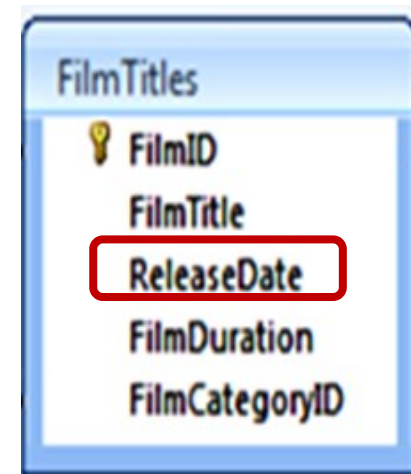 FilmTitles
FilmID
FilmTitle
ReleaseDate
FilmDuration
FilmCategoryID